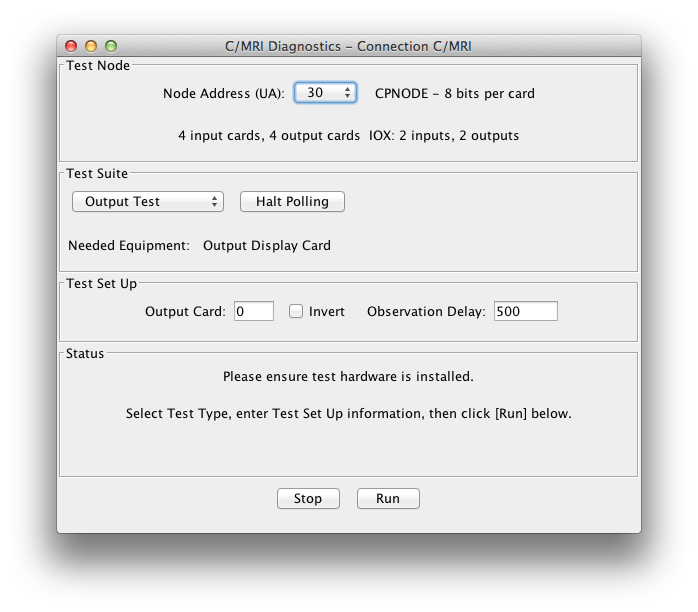 C/MRI Diagnostics - Connection C/MRI
Test Node
Node Address (UA): 30 CPNODE - 8 bits per card
4 input cards, 4 output cards IOX: 2 inputs, 2 outputs
Test Suite
Output Test Halt Polling
Needed Equipment: Output Display Card
Test Set Up
Output Card: 0 Invert Observation Delay: 500
Status
Please ensure test hardware is installed.
Select Test Type, enter Test Set Up information, then click [Run] below.
Stop Run